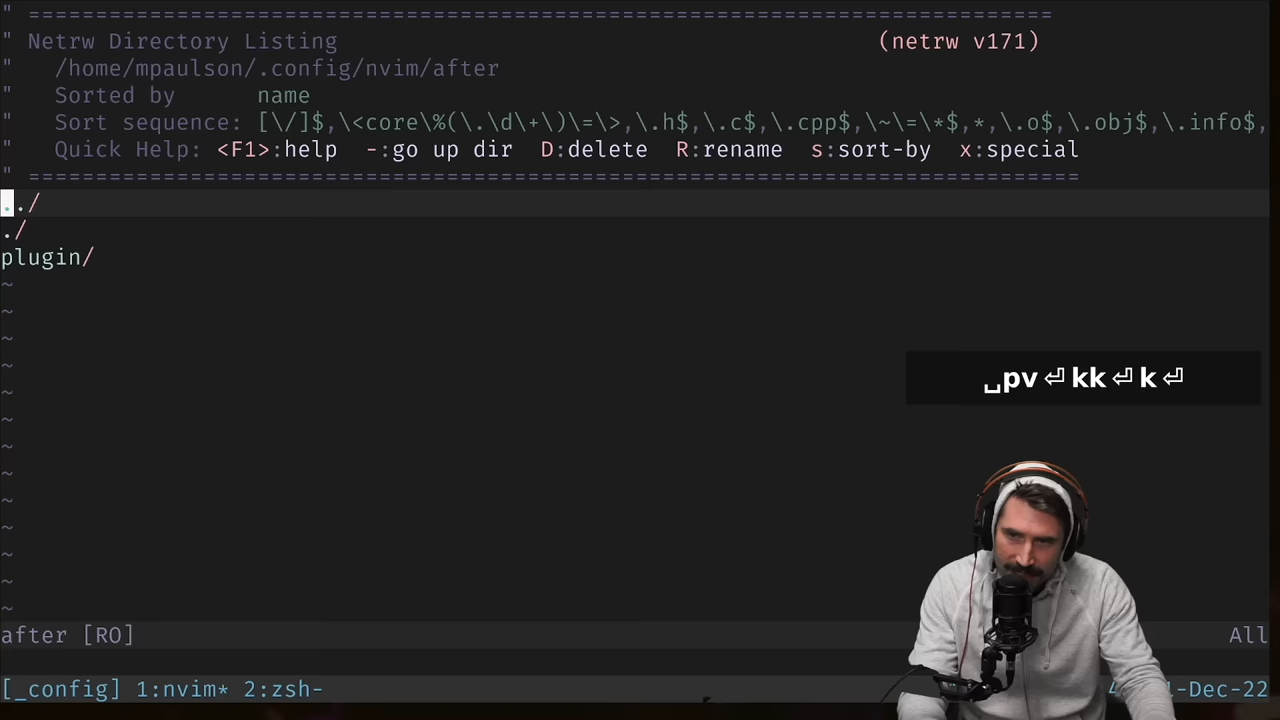 " ============================================================================
" Netrw Directory Listing                                        (netrw v171)
"   /home/mpaulson/.config/nvim/after
"   Sorted by      name
"   Sort sequence: [\/]$,\<core\%(\.\d\+\)\=\>,\.h$,\.c$,\.cpp$,\~\=\*$,*,\.o$,\.obj$,\.info$,
"   Quick Help: <F1>:help  -:go up dir  D:delete  R:rename  s:sort-by  x:special
" ==============================================================================
../
./
plugin/
~
~
~
~
~
~
~
~
~
~
~
~
~
␣pv⏎kk⏎k⏎
after [RO] All
[_config] 1:nvim* 2:zsh- -Dec-22